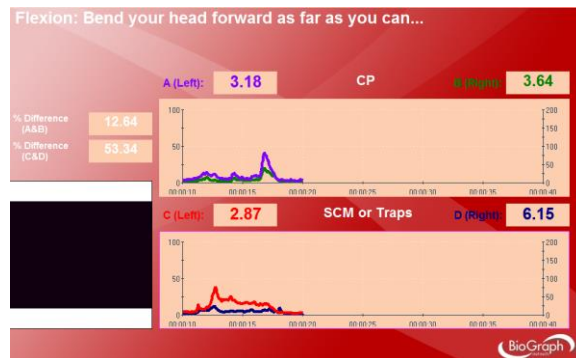 Flexion: Bend your head forward as far as you can...
A (Left): 3.18 CP B (Right): 3.64
% Difference
(A&B)
12.64
% Difference
(C&D)
53.34
100
50
0
200
150
100
50
0
00:00:10 00:00:15 00:00:20 00:00:25 00:00:30 00:00:35 00:00:40
C (Left): 2.87 SCM or Traps D (Right): 6.15
100
50
0
200
150
100
50
0
00:00:10 00:00:15 00:00:20 00:00:25 00:00:30 00:00:35 00:00:40
BioGraph